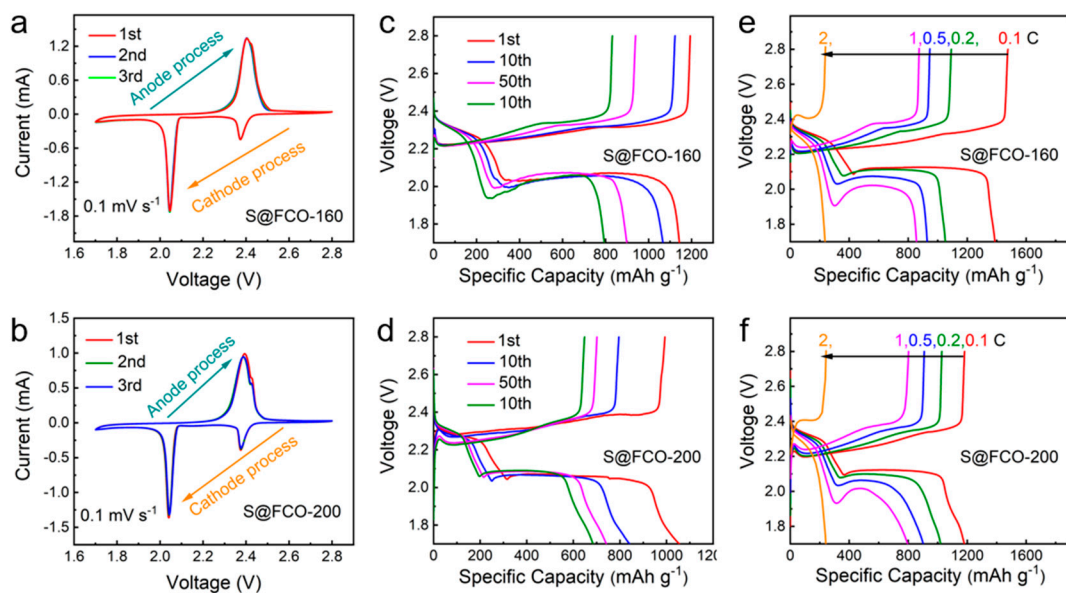 a
1st
2nd
3rd
Anode process
Cathode process
0.1 mV s⁻¹
S@FCO-160
1.2
0.6
0.0
-0.6
-1.2
-1.8
Current (mA)
1.6 1.8 2.0 2.2 2.4 2.6 2.8
Voltage (V)
c
1st
10th
50th
10th
S@FCO-160
2.8
2.6
2.4
2.2
2.0
1.8
Voltoge (V)
0 200 400 600 800 1000 1200
Specific Capacity (mAh g⁻¹)
e
2, 1,0.5,0.2, 0.1 C
S@FCO-160
3.0
2.8
2.6
2.4
2.2
2.0
1.8
Voltoge (V)
0 400 800 1200 1600
Specific Capacity (mAh g⁻¹)
b
1st
2nd
3rd
Anode process
Cathode process
0.1 mV s⁻¹
S@FCO-200
1.5
1.0
0.5
0.0
-0.5
-1.0
-1.5
Current (mA)
1.6 1.8 2.0 2.2 2.4 2.6 2.8
Voltage (V)
d
1st
10th
50th
10th
S@FCO-200
2.8
2.6
2.4
2.2
2.0
1.8
Voltoge (V)
0 200 400 600 800 1000 120
Specific Capacity (mAh g⁻¹)
f
2, 1,0.5,0.2,0.1 C
S@FCO-200
3.0
2.7
2.4
2.1
1.8
Voltoge (V)
0 400 800 1200 1600
Specific Capacity (mAh g⁻¹)